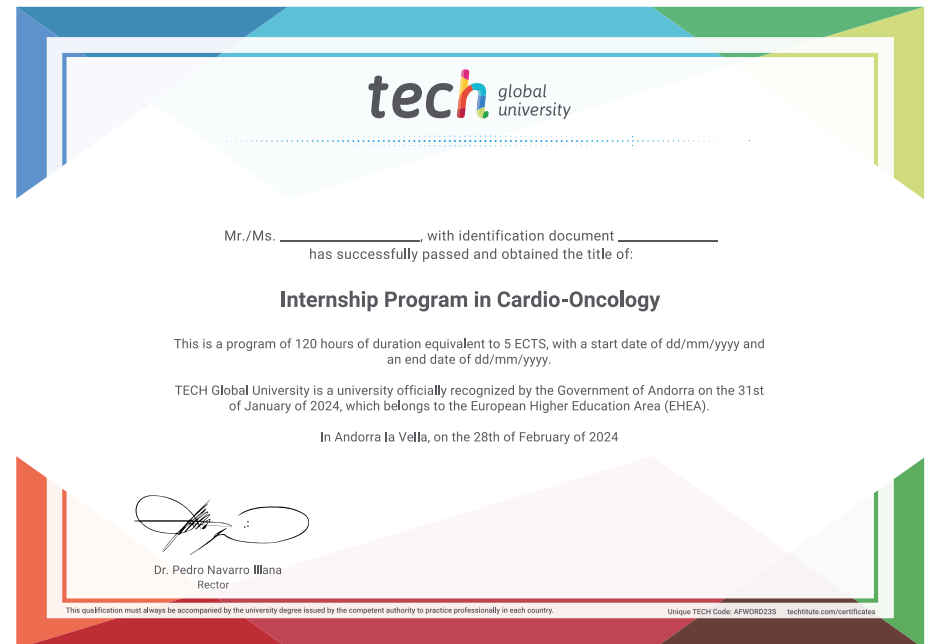 tech global university
Mr./Ms. ____________________, with identification document ______________
has successfully passed and obtained the title of:
Internship Program in Cardio-Oncology
This is a program of 120 hours of duration equivalent to 5 ECTS, with a start date of dd/mm/yyyy and
an end date of dd/mm/yyyy.
TECH Global University is a university officially recognized by the Government of Andorra on the 31st
of January of 2024, which belongs to the European Higher Education Area (EHEA).
In Andorra la Vella, on the 28th of February of 2024
Dr. Pedro Navarro Illana
Rector
This qualification must always be accompanied by the university degree issued by the competent authority to practice professionally in each country.
Unique TECH Code: AFWORD23S techtitute.com/certificates